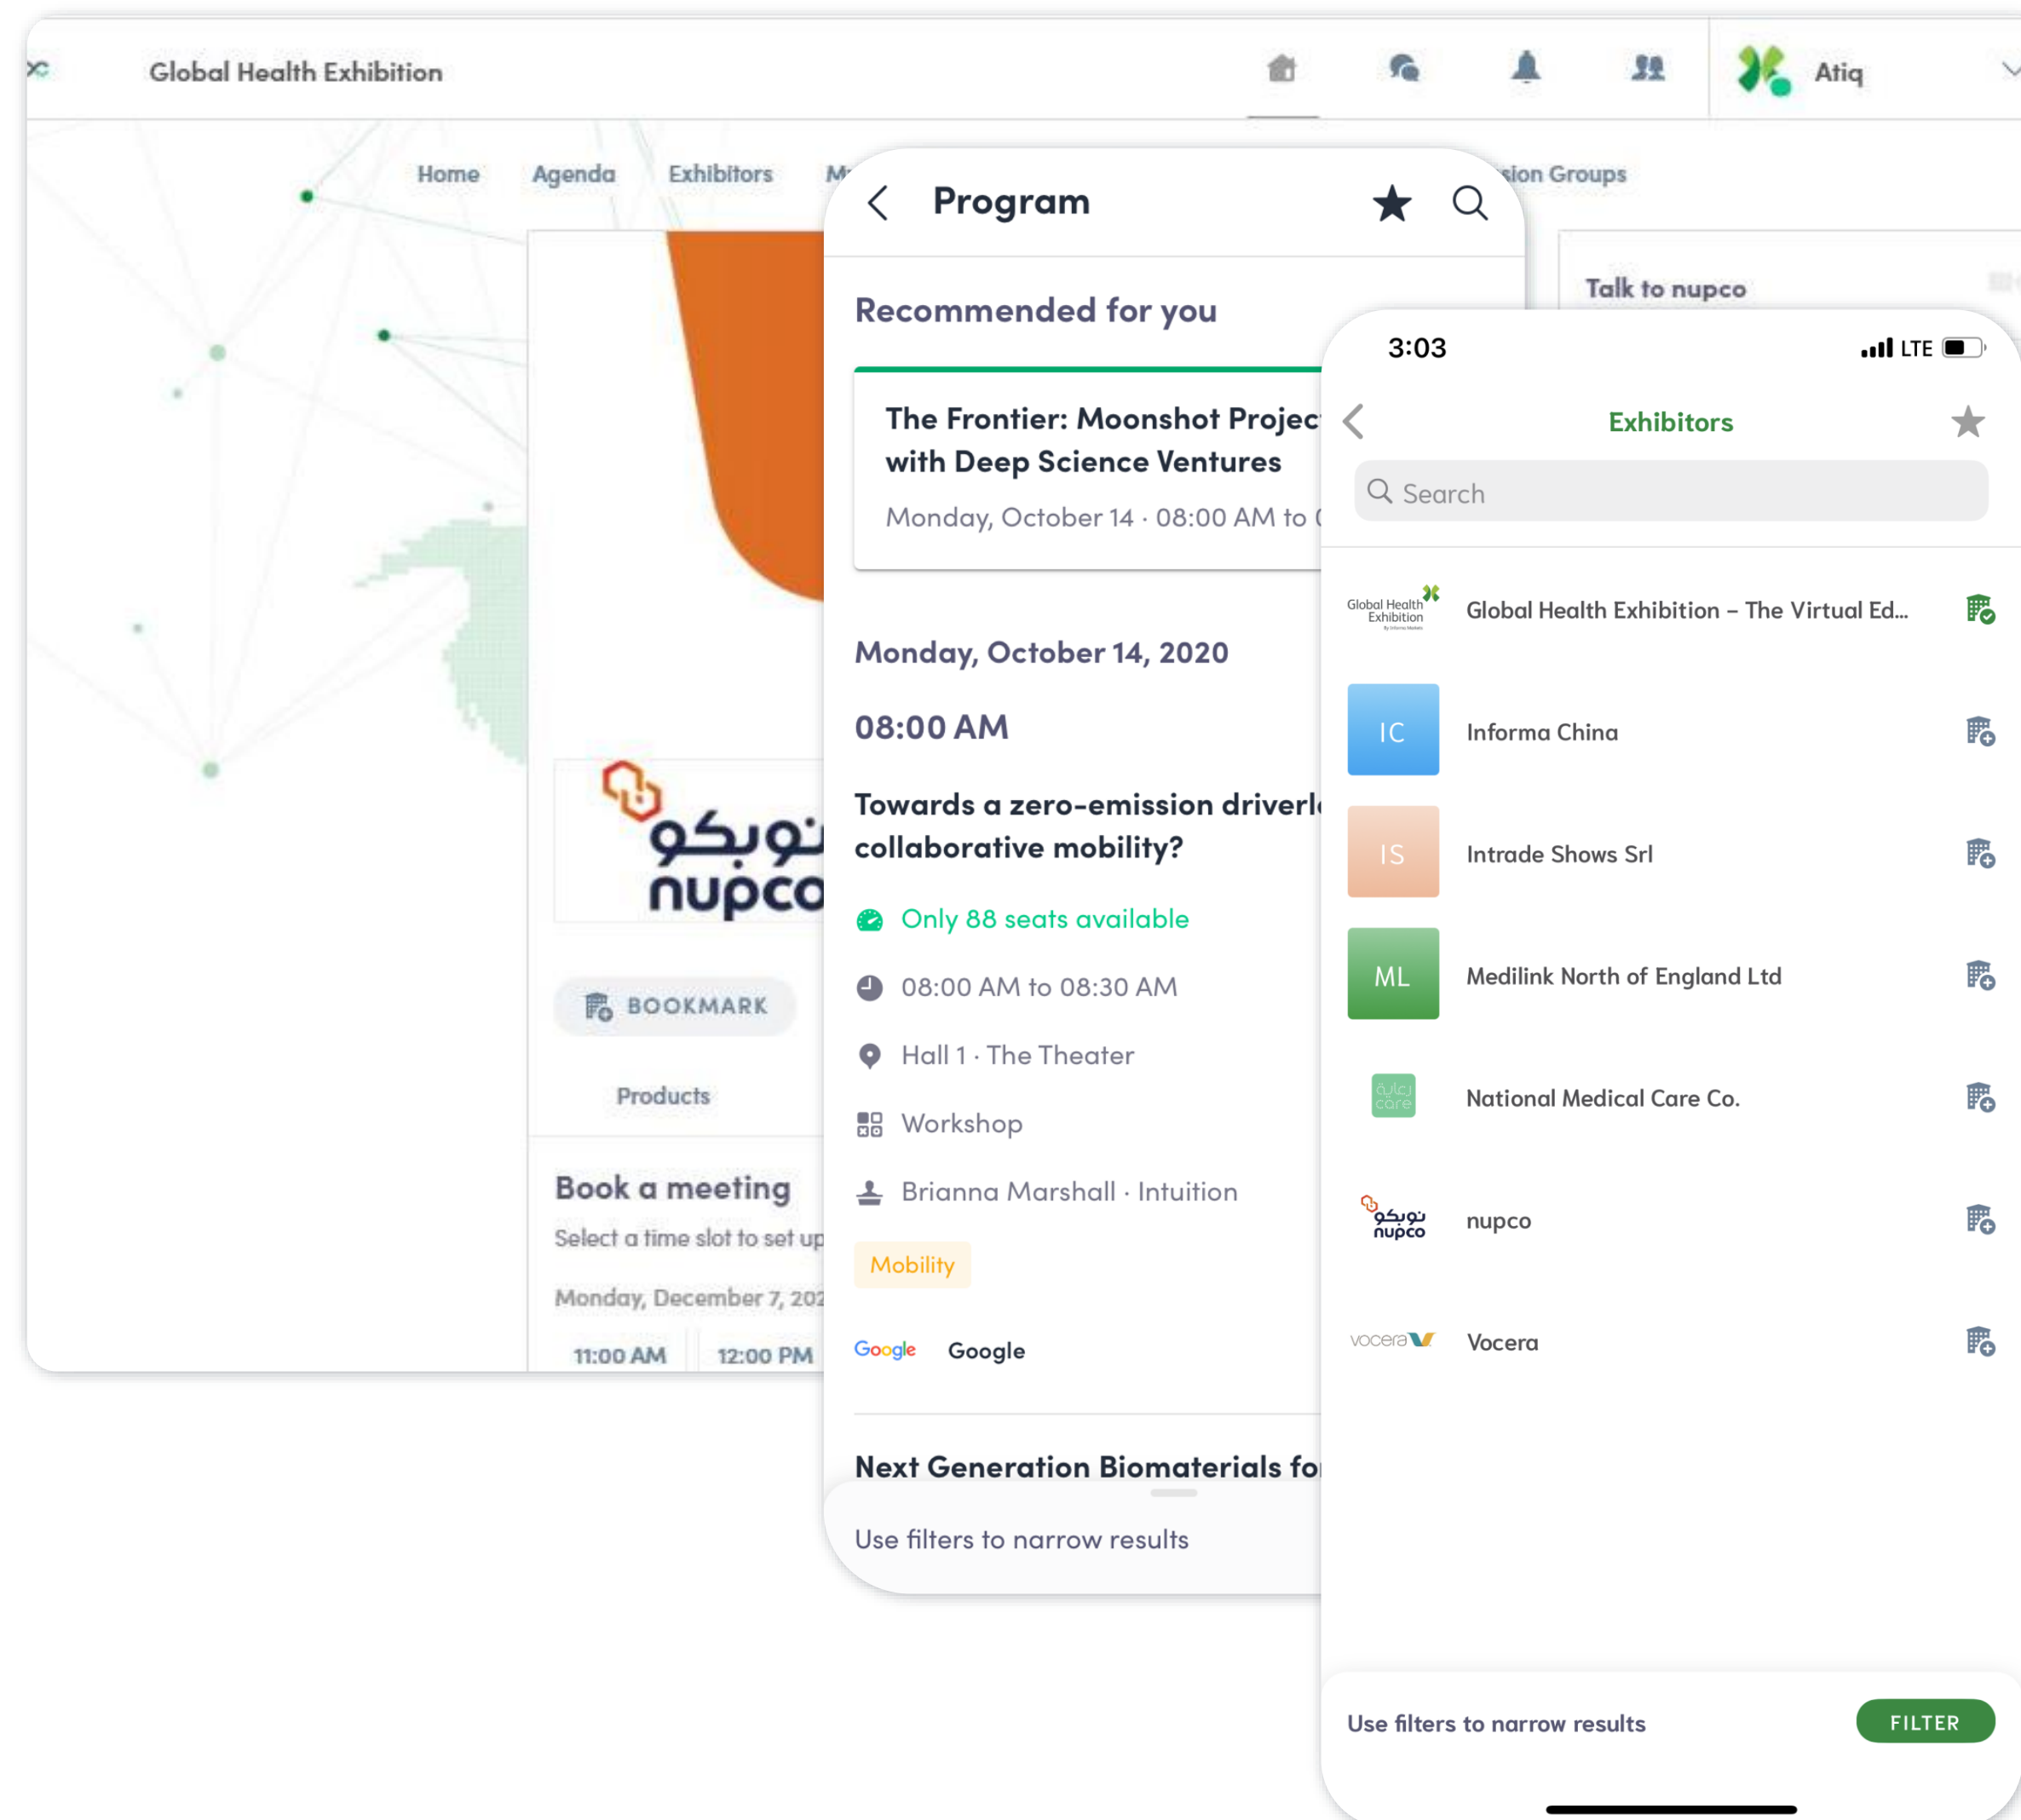 Global Health Exhibition
Atiq
Home Agenda Exhibitors
Groups
Talk to nupco
نوبكو
nupco
BOOKMARK
Products
Book a meeting
Select a time slot to set up
Monday, December 7,
11:00 AM 12:00 PM
Program
Recommended for you
The Frontier: Moonshot
with Deep Science Ventures
Monday, October 14 · 08:00 AM to
Monday, October 14, 2020
08:00 AM
Towards a zero-emission
collaborative mobility?
Only 88 seats available
08:00 AM to 08:30 AM
Hall 1 · The Theater
Workshop
Brianna Marshall · Intuition
Mobility
Google Google
Next Generation Biomaterials
Use filters to narrow results
3:03 LTE
Exhibitors
Search
Global Health
Exhibition
By Informa Markets
Global Health Exhibition – The Virtual Ed...
IC Informa China
IS Intrade Shows Srl
ML Medilink North of England Ltd
رعاية
care
National Medical Care Co.
نوبكو
nupco
nupco
vocera Vocera
Use filters to narrow results FILTER